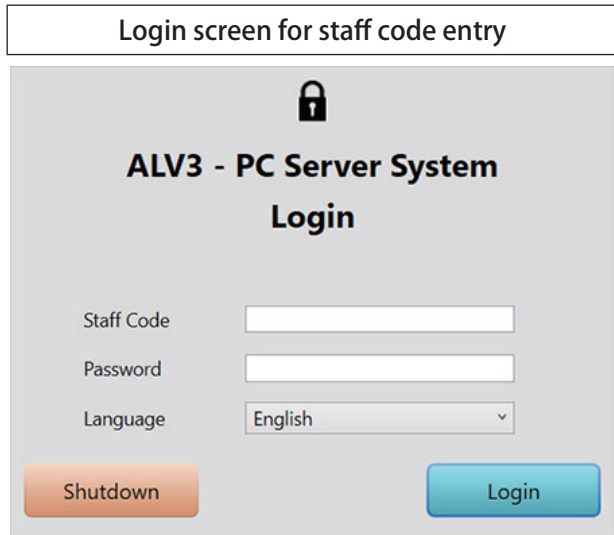 Login screen for staff code entry
ALV3 - PC Server System
Login
Staff Code
Password
Language English
Shutdown Login